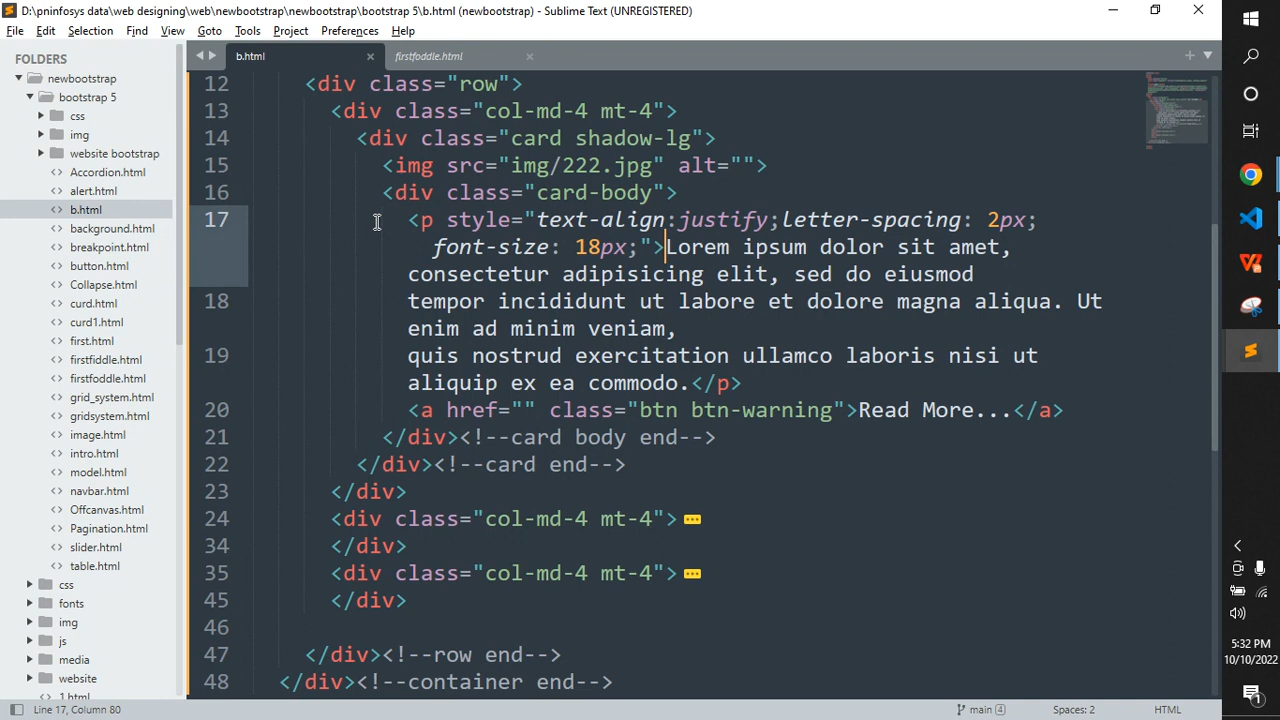 D:\pninfosys data\web designing\web\newbootstrap\newbootstrap\bootstrap 5\b.html (newbootstrap) - Sublime Text (UNREGISTERED)
File Edit Selection Find View Goto Tools Project Preferences Help
FOLDERS
newbootstrap
bootstrap 5
css
img
website bootstrap
Accordion.html
alert.html
b.html
background.html
breakpoint.html
button.html
Collapse.html
curd.html
curd1.html
first.html
firstfiddle.html
firstfoddle.html
grid_system.html
gridsystem.html
image.html
intro.html
model.html
navbar.html
Offcanvas.html
Pagination.html
slider.html
table.html
css
fonts
img
js
media
website
1.html
b.html
firstfoddle.html
12 <div class="row">
13 <div class="col-md-4 mt-4">
14 <div class="card shadow-lg">
15 <img src="img/222.jpg" alt="">
16 <div class="card-body">
17 <p style="text-align:justify;letter-spacing: 2px;
font-size: 18px;">Lorem ipsum dolor sit amet,
consectetur adipisicing elit, sed do eiusmod
18 tempor incididunt ut labore et dolore magna aliqua. Ut
enim ad minim veniam,
19 quis nostrud exercitation ullamco laboris nisi ut
aliquip ex ea commodo.</p>
20 <a href="" class="btn btn-warning">Read More...</a>
21 </div><!--card body end-->
22 </div><!--card end-->
23 </div>
24 <div class="col-md-4 mt-4">
34 </div>
35 <div class="col-md-4 mt-4">
45 </div>
46
47 </div><!--row end-->
48 </div><!--container end-->
Line 17, Column 80
main 4
Spaces: 2
HTML
5:32 PM
10/10/2022
1